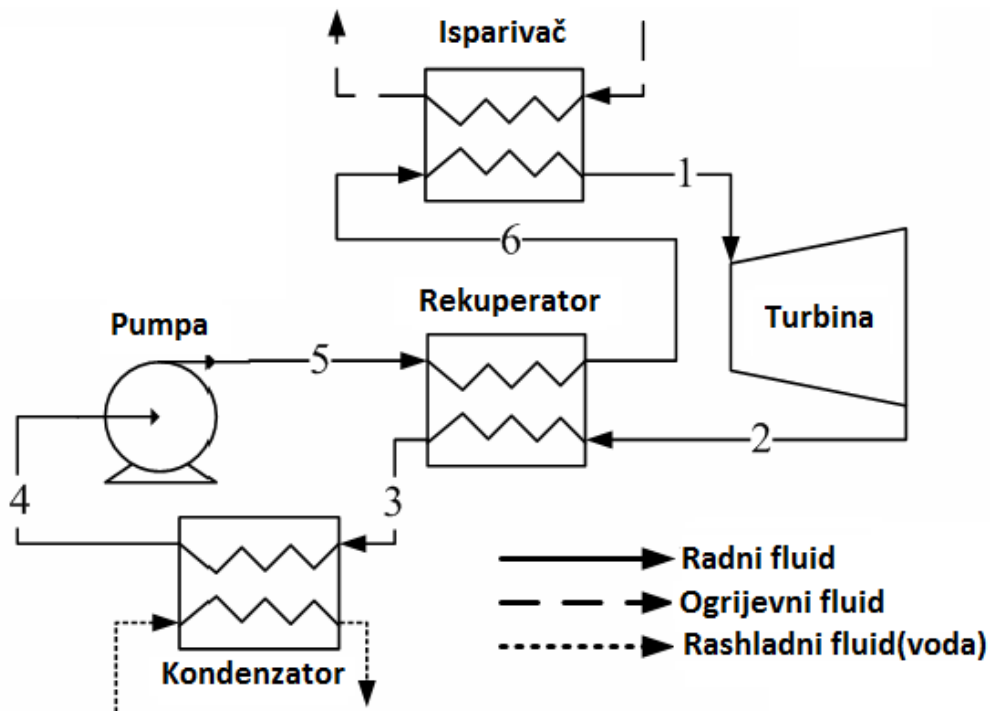 Isparivač
1
6
Rekuperator
Turbina
Pumpa
5
2
4
3
Radni fluid
Ogrijevni fluid
Rashladni fluid(voda)
Kondenzator